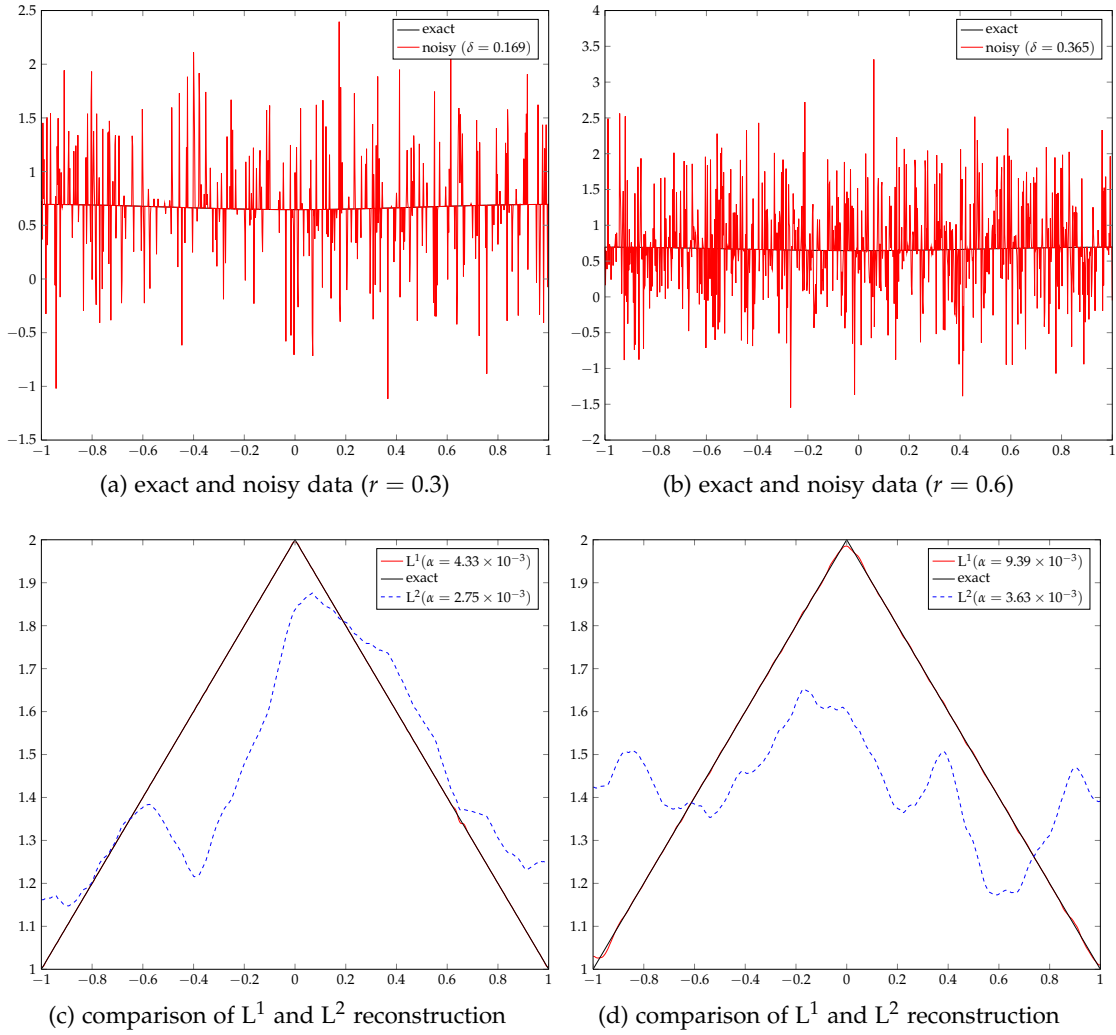 2.5
2
1.5
1
0.5
0
−0.5
−1
−1.5
−1 −0.8 −0.6 −0.4 −0.2 0 0.2 0.4 0.6 0.8 1
exact
noisy (δ = 0.169)
(a) exact and noisy data (r = 0.3)
4
3.5
3
2.5
2
1.5
1
0.5
0
−0.5
−1
−1.5
−2
−1 −0.8 −0.6 −0.4 −0.2 0 0.2 0.4 0.6 0.8 1
exact
noisy (δ = 0.365)
(b) exact and noisy data (r = 0.6)
2
1.9
1.8
1.7
1.6
1.5
1.4
1.3
1.2
1.1
1
−1 −0.8 −0.6 −0.4 −0.2 0 0.2 0.4 0.6 0.8 1
L¹(α = 4.33 × 10⁻³)
exact
L²(α = 2.75 × 10⁻³)
(c) comparison of L¹ and L² reconstruction
2
1.9
1.8
1.7
1.6
1.5
1.4
1.3
1.2
1.1
1
−1 −0.8 −0.6 −0.4 −0.2 0 0.2 0.4 0.6 0.8 1
L¹(α = 9.39 × 10⁻³)
exact
L²(α = 3.63 × 10⁻³)
(d) comparison of L¹ and L² reconstruction